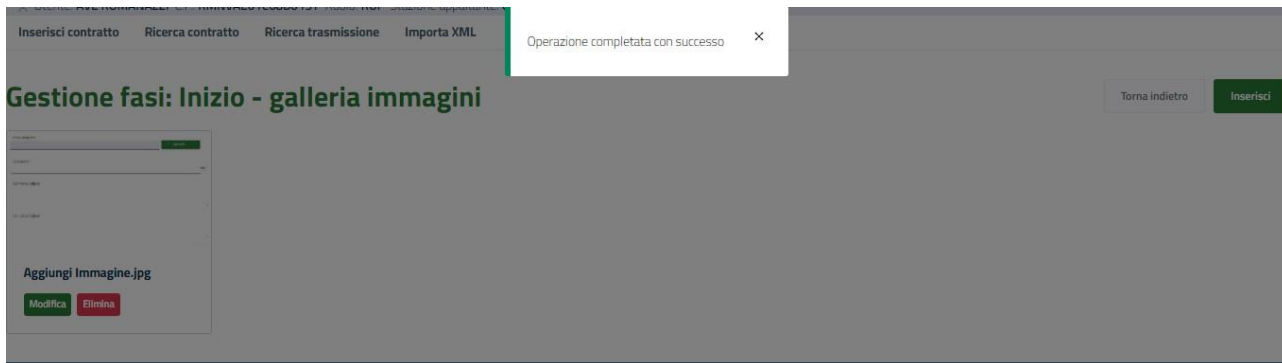 Inserisci contratto Ricerca contratto Ricerca trasmissione Importa XML
Operazione completata con successo ×
Gestione fasi: Inizio - galleria immagini
Torna indietro Inserisci
Aggiungi Immagine.jpg
Modifica Elimina